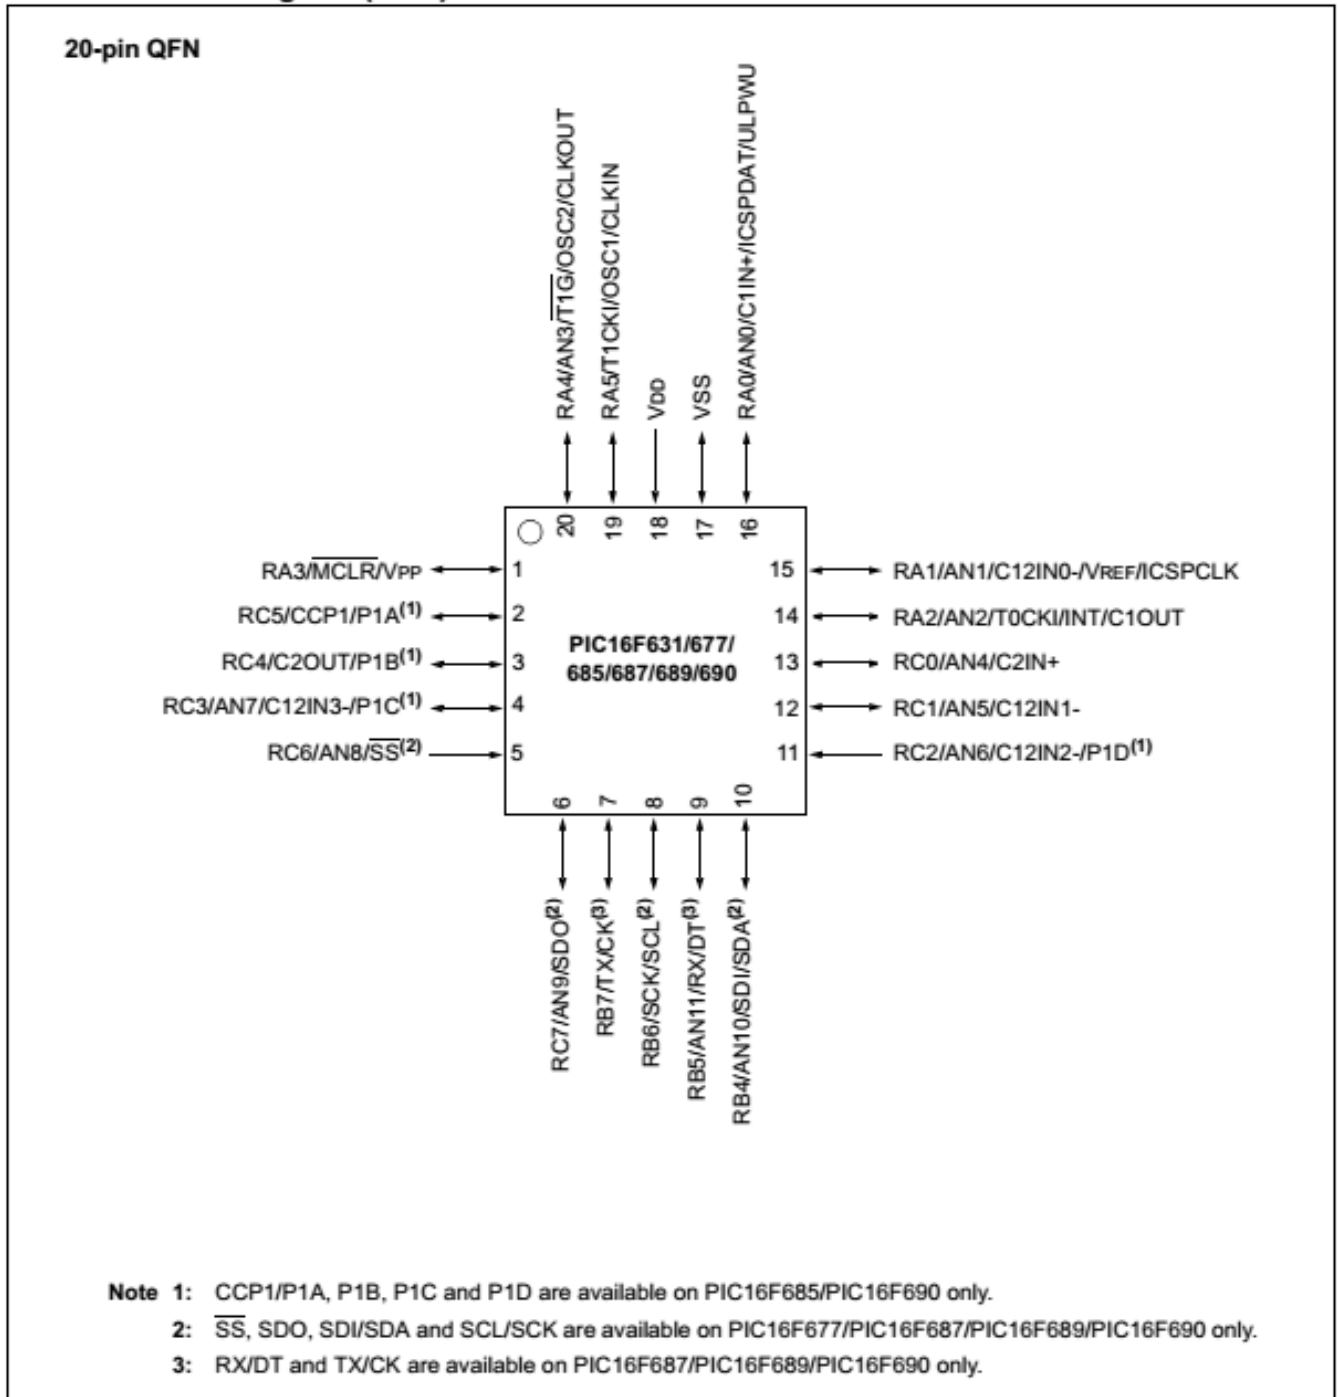 20-pin QFN
RA4/AN3/T1G/OSC2/CLKOUT
RA5/T1CKI/OSC1/CLKIN
VDD
VSS
RA0/AN0/C1IN+/ICSPDAT/ULPWU
20
19
18
17
16
RA3/MCLR/VPP
1
15
RA1/AN1/C12IN0-/VREF/ICSPCLK
RC5/CCP1/P1A(1)
2
14
RA2/AN2/T0CKI/INT/C1OUT
PIC16F631/677/
685/687/689/690
RC4/C2OUT/P1B(1)
3
13
RC0/AN4/C2IN+
RC3/AN7/C12IN3-/P1C(1)
4
12
RC1/AN5/C12IN1-
RC6/AN8/SS(2)
5
11
RC2/AN6/C12IN2-/P1D(1)
6
7
8
9
10
RC7/AN9/SDO(2)
RB7/TX/CK(3)
RB6/SCK/SCL(2)
RB5/AN11/RX/DT(3)
RB4/AN10/SDI/SDA(2)
Note 1: CCP1/P1A, P1B, P1C and P1D are available on PIC16F685/PIC16F690 only.
2: SS, SDO, SDI/SDA and SCL/SCK are available on PIC16F677/PIC16F687/PIC16F689/PIC16F690 only.
3: RX/DT and TX/CK are available on PIC16F687/PIC16F689/PIC16F690 only.